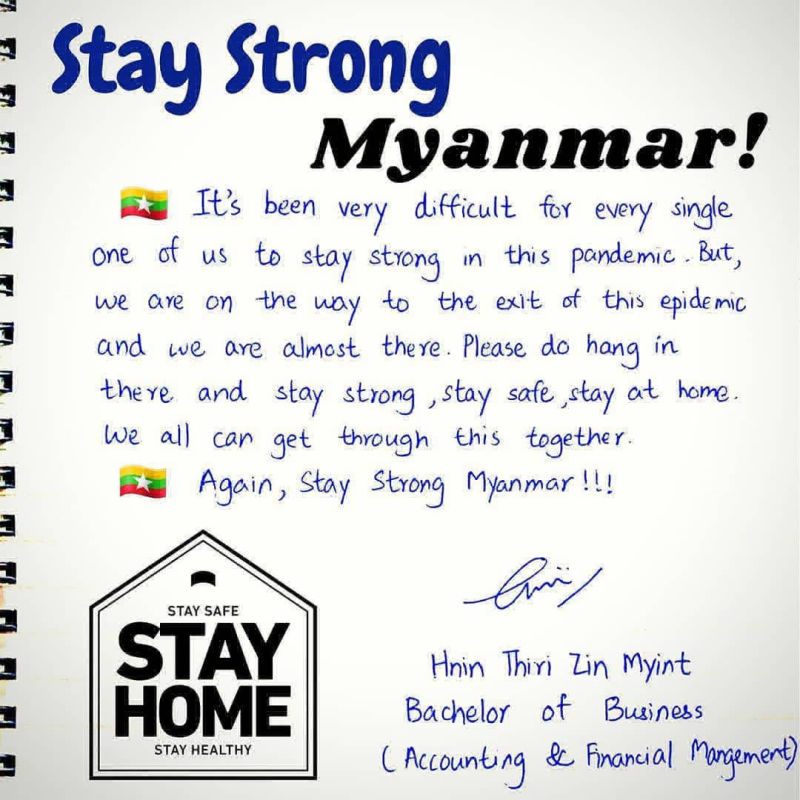 Stay Strong
Myanmar!
🇲🇲 It's been very difficult for every single
one of us to stay strong in this pandemic. But,
we are on the way to the exit of this epidemic
and we are almost there. Please do hang in
there and stay strong, stay safe, stay at home.
We all can get through this together.
🇲🇲 Again, Stay Strong Myanmar!!!
STAY SAFE
STAY
HOME
STAY HEALTHY
Hnin Thiri Zin Myint
Bachelor of Business
(Accounting & Financial Mangement)